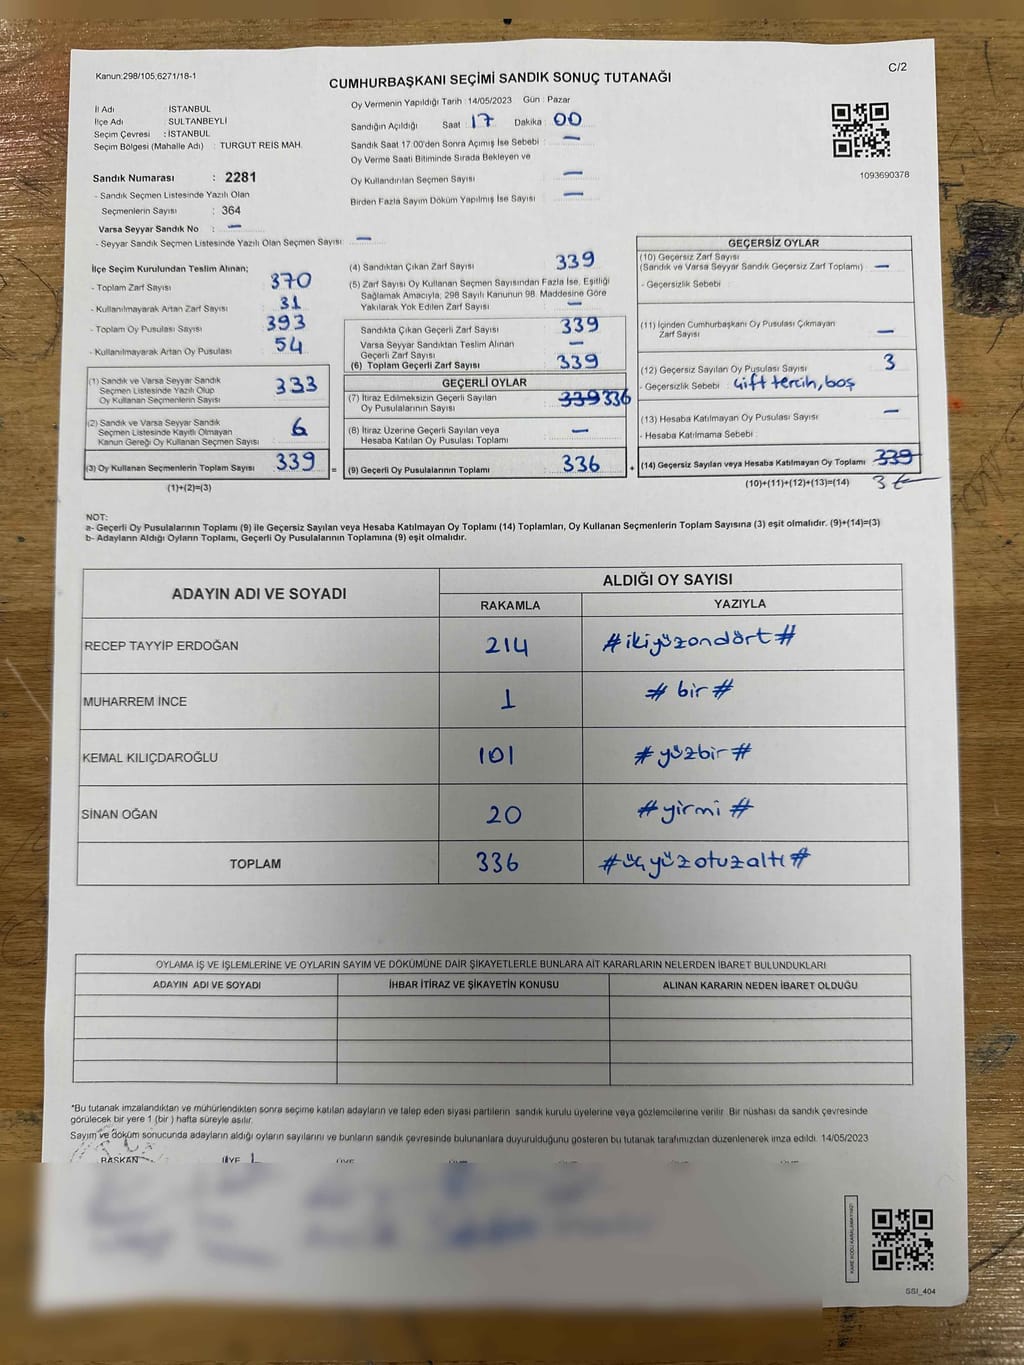 Kanun:298/105,6271/18-1
C/2
CUMHURBAŞKANI SEÇİMİ SANDIK SONUÇ TUTANAĞI
İl Adı : İSTANBUL
İlçe Adı : SULTANBEYLİ
Seçim Çevresi : İSTANBUL
Seçim Bölgesi (Mahalle Adı) : TURGUT REİS MAH.
Sandık Numarası : 2281
- Sandık Seçmen Listesinde Yazılı Olan
Seçmenlerin Sayısı : 364
Varsa Seyyar Sandık No : —
- Seyyar Sandık Seçmen Listesinde Yazılı Olan Seçmen Sayısı: —
Oy Vermenin Yapıldığı Tarih : 14/05/2023 Gün : Pazar
Sandığın Açıldığı Saat : 17 Dakika : 00
Sandık Saat 17.00'den Sonra Açımış İse Sebebi : —
Oy Verme Saati Bitiminde Sırada Bekleyen ve
Oy Kullandırılan Seçmen Sayısı : —
Birden Fazla Sayım Döküm Yapılmış İse Sayısı : —
1093690378
İlçe Seçim Kurulundan Teslim Alınan;
- Toplam Zarf Sayısı : 370
- Kullanılmayarak Artan Zarf Sayısı : 31
- Toplam Oy Pusulası Sayısı : 393
- Kullanılmayarak Artan Oy Pusulası : 54
(1) Sandık ve Varsa Seyyar Sandık
Seçmen Listesinde Yazılı Olup
Oy Kullanan Seçmenlerin Sayısı : 333
(2) Sandık ve Varsa Seyyar Sandık
Seçmen Listesinde Kayıtlı Olmayan
Kanun Gereği Oy Kullanan Seçmen Sayısı : 6
(3) Oy Kullanan Seçmenlerin Toplam Sayısı : 339 =
(1)+(2)=(3)
(4) Sandıktan Çıkan Zarf Sayısı : 339
(5) Zarf Sayısı Oy Kullanan Seçmen Sayısından Fazla İse, Eşitliği
Sağlamak Amacıyla; 298 Sayılı Kanunun 98. Maddesine Göre
Yakılarak Yok Edilen Zarf Sayısı : —
Sandıkta Çıkan Geçerli Zarf Sayısı : 339
Varsa Seyyar Sandıktan Teslim Alınan
Geçerli Zarf Sayısı : —
(6) Toplam Geçerli Zarf Sayısı : 339
GEÇERLİ OYLAR
(7) İtiraz Edilmeksizin Geçerli Sayılan
Oy Pusulalarının Sayısı : 339 336
(8) İtiraz Üzerine Geçerli Sayılan veya
Hesaba Katılan Oy Pusulası Toplamı : —
(9) Geçerli Oy Pusulalarının Toplamı : 336 +
GEÇERSİZ OYLAR
(10) Geçersiz Zarf Sayısı
(Sandık ve Varsa Seyyar Sandık Geçersiz Zarf Toplamı) : —
- Geçersizlik Sebebi :
(11) İçinden Cumhurbaşkanı Oy Pusulası Çıkmayan
Zarf Sayısı : —
(12) Geçersiz Sayılan Oy Pusulası Sayısı : 3
- Geçersizlik Sebebi : Çift tercih, boş
(13) Hesaba Katılmayan Oy Pusulası Sayısı : —
- Hesaba Katılmama Sebebi :
(14) Geçersiz Sayılan veya Hesaba Katılmayan Oy Toplamı : 339
(10)+(11)+(12)+(13)=(14) 3
NOT:
a- Geçerli Oy Pusulalarının Toplamı (9) ile Geçersiz Sayılan veya Hesaba Katılmayan Oy Toplamı (14) Toplamları, Oy Kullanan Seçmenlerin Toplam Sayısına (3) eşit olmalıdır. (9)+(14)=(3)
b- Adayların Aldığı Oyların Toplamı, Geçerli Oy Pusulalarının Toplamına (9) eşit olmalıdır.
ADAYIN ADI VE SOYADI
ALDIĞI OY SAYISI
RAKAMLA YAZIYLA
RECEP TAYYİP ERDOĞAN 214 #ikiyüzondört#
MUHARREM İNCE 1 #bir#
KEMAL KILIÇDAROĞLU 101 #yüzbir#
SİNAN OĞAN 20 #yirmi#
TOPLAM 336 #üçyüzotuzaltı#
OYLAMA İŞ VE İŞLEMLERİNE VE OYLARIN SAYIM VE DÖKÜMÜNE DAİR ŞİKAYETLERLE BUNLARA AİT KARARLARIN NELERDEN İBARET BULUNDUKLARI
ADAYIN ADI VE SOYADI İHBAR İTİRAZ VE ŞİKAYETİN KONUSU ALINAN KARARIN NEDEN İBARET OLDUĞU
*Bu tutanak imzalandıktan ve mühürlendikten sonra seçime katılan adayların ve talep eden siyasi partilerin sandık kurulu üyelerine veya gözlemcilerine verilir. Bir nüshası da sandık çevresinde
görülecek bir yere 1 (bir ) hafta süreyle asılır.
Sayım ve döküm sonucunda adayların aldığı oyların sayılarını ve bunların sandık çevresinde bulunanlara duyurulduğunu gösteren bu tutanak tarafımızdan düzenlenerek imza edildi. 14/05/2023
BAŞKAN ÜYE ÜYE ÜYE ÜYE ÜYE ÜYE
KARE KODU KARALAMAYINIZ!
SSI_404